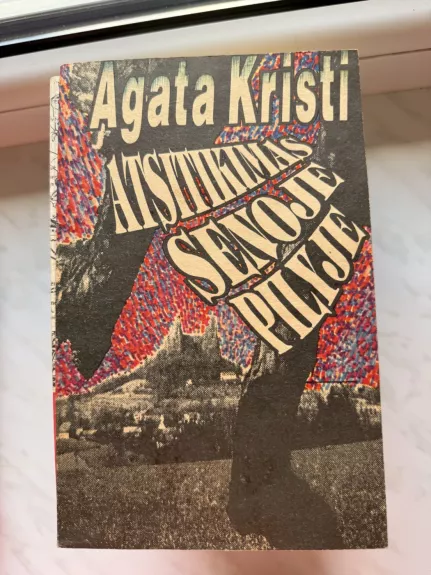 Agata Kristi
ATSITIKIMAS
SENOJE
PILYJE